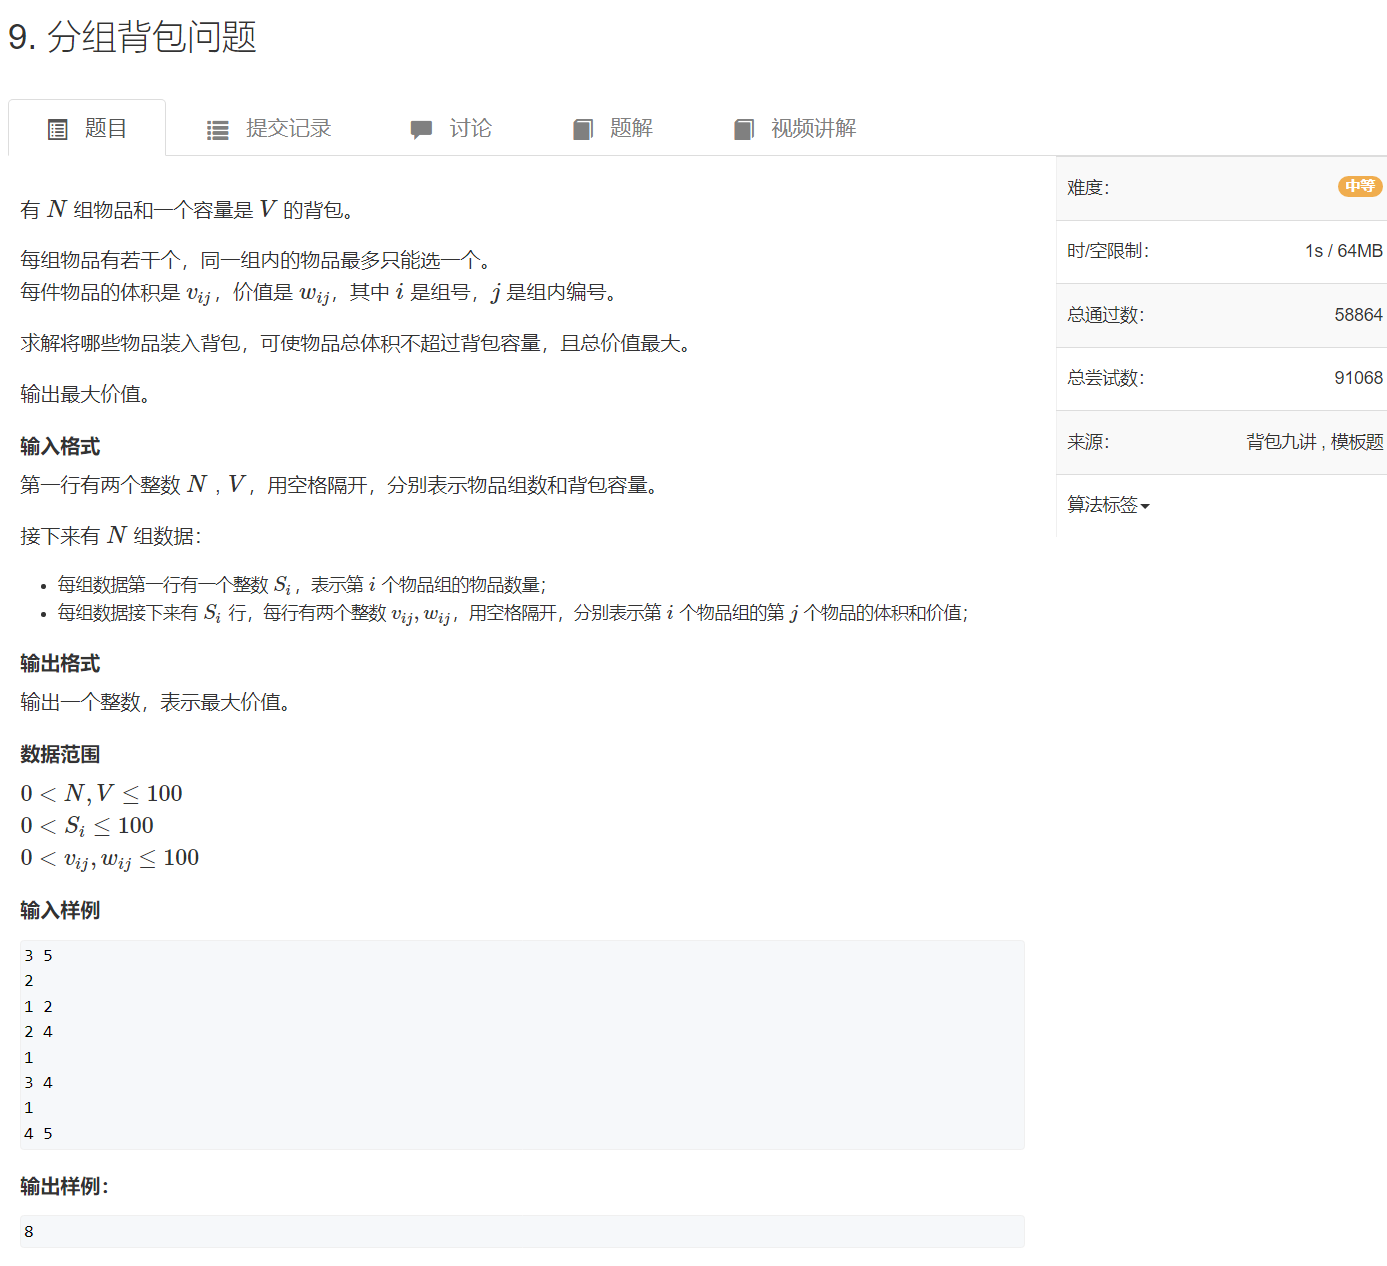 9. 分组背包问题
题目 提交记录 讨论 题解 视频讲解
有 N 组物品和一个容量是 V 的背包。
每组物品有若干个，同一组内的物品最多只能选一个。
每件物品的体积是 v_{ij}，价值是 w_{ij}，其中 i 是组号，j 是组内编号。
求解将哪些物品装入背包，可使物品总体积不超过背包容量，且总价值最大。
输出最大价值。
输入格式
第一行有两个整数 N，V，用空格隔开，分别表示物品组数和背包容量。
接下来有 N 组数据：
• 每组数据第一行有一个整数 S_i，表示第 i 个物品组的物品数量；
• 每组数据接下来有 S_i 行，每行有两个整数 v_{ij}, w_{ij}，用空格隔开，分别表示第 i 个物品组的第 j 个物品的体积和价值；
输出格式
输出一个整数，表示最大价值。
数据范围
0 < N, V ≤ 100
0 < S_i ≤ 100
0 < v_{ij}, w_{ij} ≤ 100
输入样例
3 5
2
1 2
2 4
1
3 4
1
4 5
输出样例：
8
难度： 中等
时/空限制： 1s / 64MB
总通过数： 58864
总尝试数： 91068
来源： 背包九讲 , 模板题
算法标签